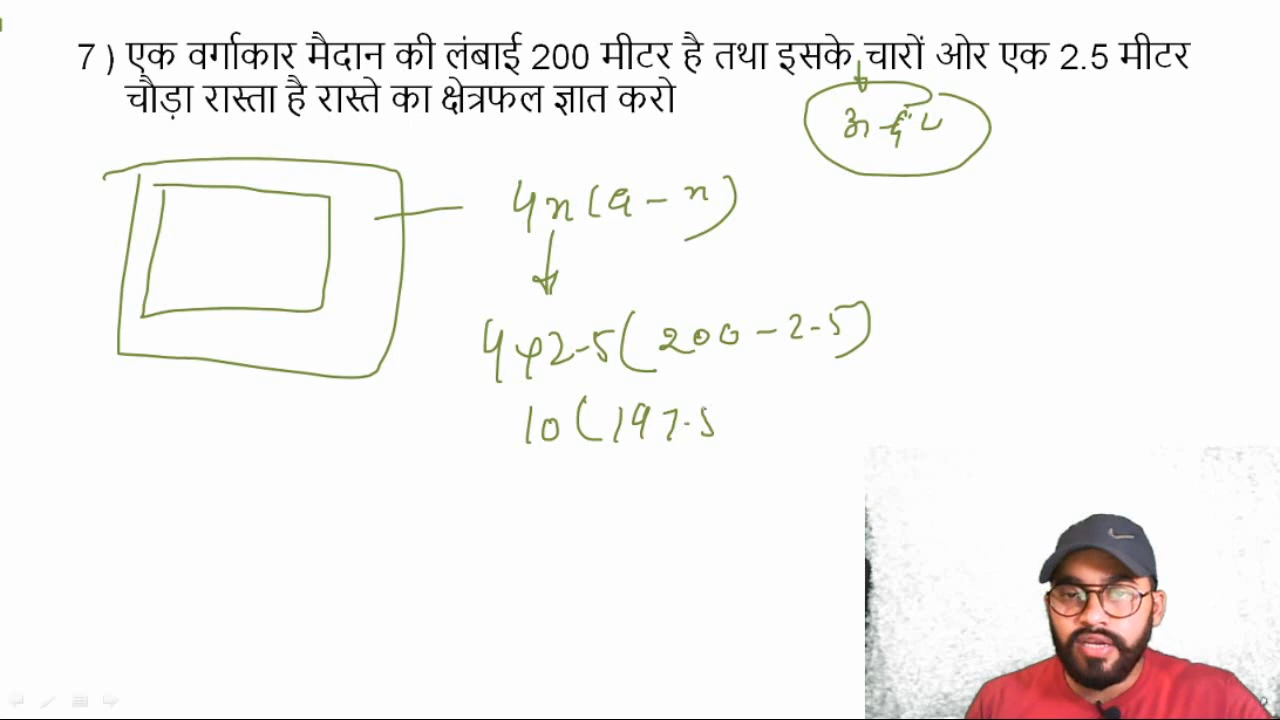 7 ) एक वर्गाकार मैदान की लंबाई 200 मीटर है तथा इसके चारों ओर एक 2.5 मीटर
चौड़ा रास्ता है रास्ते का क्षेत्रफल ज्ञात करो
4x(a-x)
4×2.5(200-2.5)
10(197.5